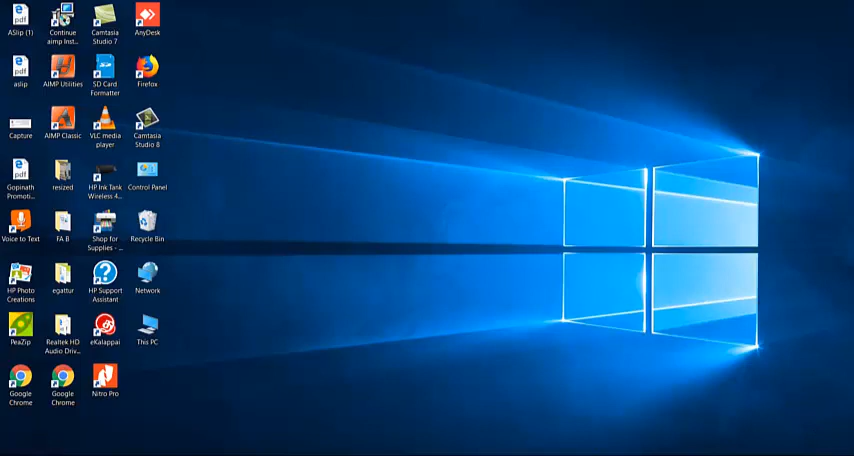 ASlip (1)
Continue
aimp Inst...
Camtasia
Studio 7
AnyDesk
aslip
AIMP Utilities
SD Card
Formatter
Firefox
Capture
AIMP Classic
VLC media
player
Camtasia
Studio 8
Gopinath
Promoti...
resized
HP Ink Tank
Wireless 4...
Control Panel
Voice to Text
FA B
Shop for
Supplies - ...
Recycle Bin
HP Photo
Creations
egattur
HP Support
Assistant
Network
PeaZip
Realtek HD
Audio Driv...
eKalappai
This PC
Google
Chrome
Google
Chrome
Nitro Pro